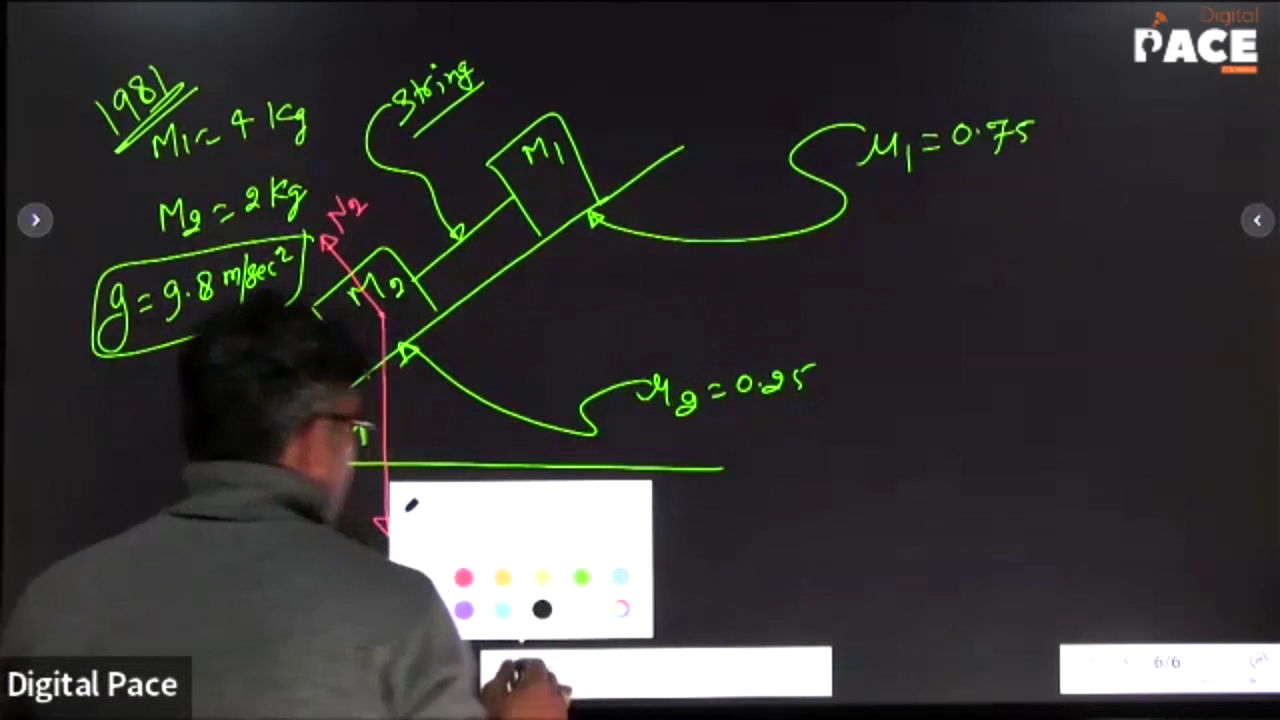 Digital
PACE
1981
M1 = 4 Kg
M2 = 2 Kg
g = 9.8 m/sec²
String
M1
μ1 = 0.75
N2
M2
μ2 = 0.25
6/6
Digital Pace